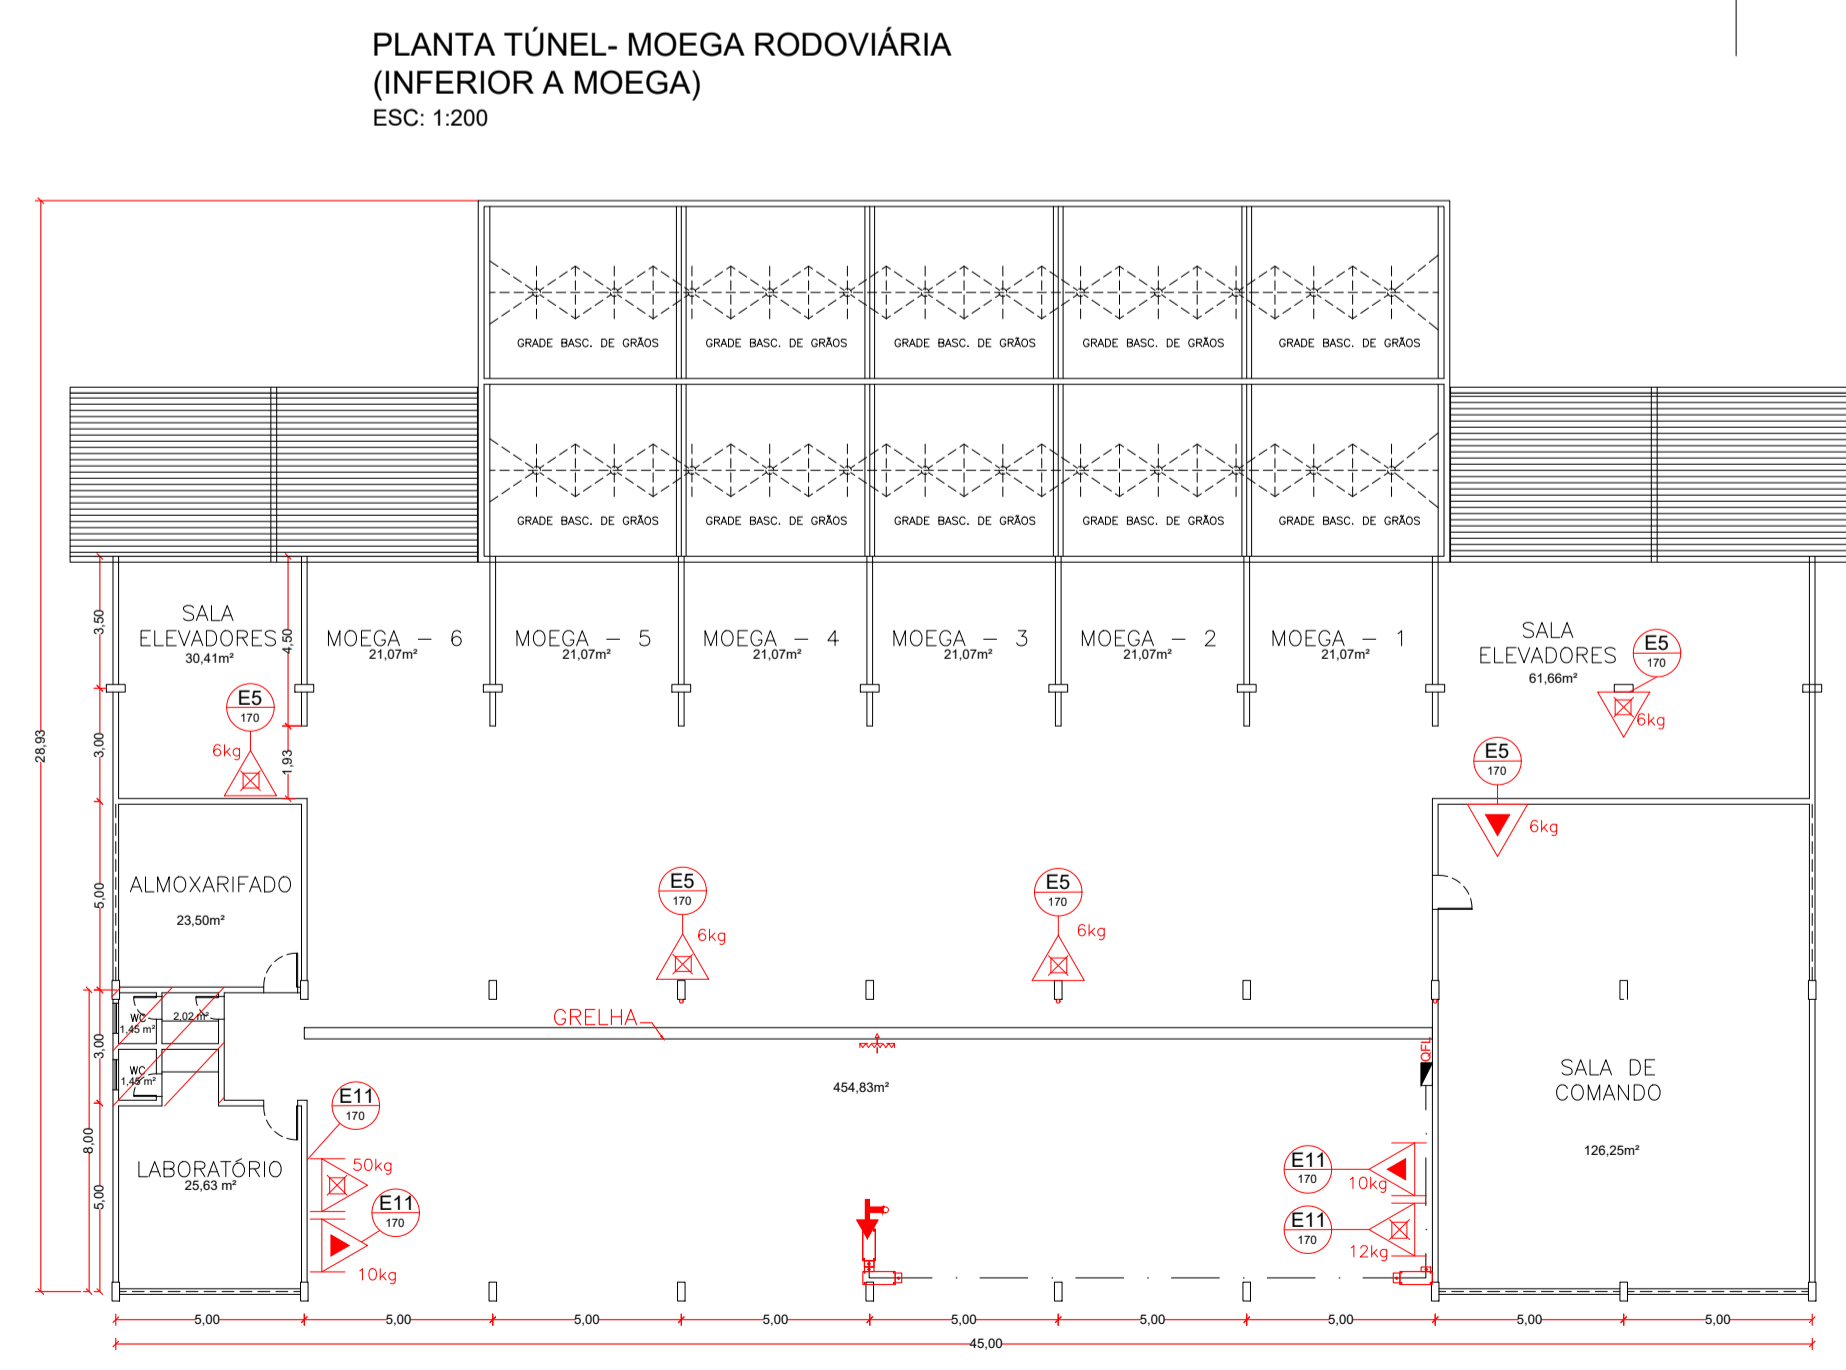 PLANTA TÚNEL- MOEGA RODOVIÁRIA
(INFERIOR A MOEGA)
ESC: 1:200
GRADE BASC. DE GRÃOS
GRADE BASC. DE GRÃOS
GRADE BASC. DE GRÃOS
GRADE BASC. DE GRÃOS
GRADE BASC. DE GRÃOS
GRADE BASC. DE GRÃOS
GRADE BASC. DE GRÃOS
GRADE BASC. DE GRÃOS
GRADE BASC. DE GRÃOS
GRADE BASC. DE GRÃOS
28,93
3,50
3,00
5,00
3,00
8,00
5,00
4,50
1,93
SALA
ELEVADORES
30,41m²
MOEGA - 6
21,07m²
MOEGA - 5
21,07m²
MOEGA - 4
21,07m²
MOEGA - 3
21,07m²
MOEGA - 2
21,07m²
MOEGA - 1
21,07m²
SALA
ELEVADORES
61,66m²
E5
170
6kg
E5
170
6kg
E5
170
6kg
ALMOXARIFADO
23,50m²
E5
170
6kg
E5
170
6kg
WC
1,45 m²
2,02 m²
WC
1,45 m²
GRELHA
454,83m²
QFL
SALA DE
COMANDO
126,25m²
LABORATÓRIO
25,63 m²
E11
170
50kg
E11
170
10kg
E11
170
10kg
E11
170
12kg
5,00
5,00
5,00
5,00
5,00
5,00
5,00
5,00
5,00
45,00